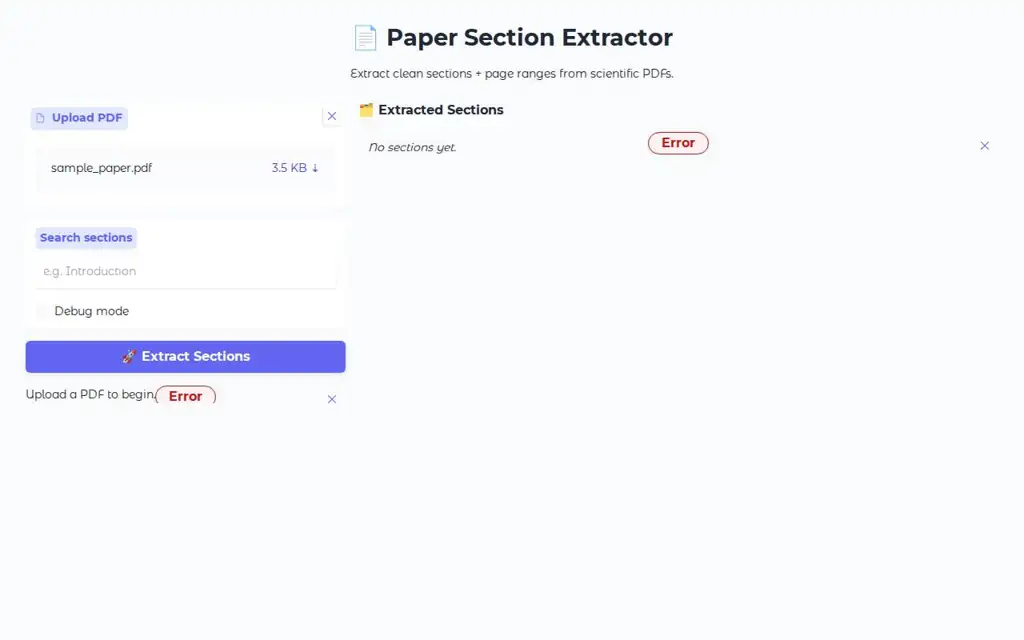 📄 Paper Section Extractor
Extract clean sections + page ranges from scientific PDFs.
Upload PDF
sample_paper.pdf 3.5 KB ↓
Search sections
e.g. Introduction
Debug mode
🚀 Extract Sections
Upload a PDF to begin.
Error
🗂️ Extracted Sections
No sections yet.
Error